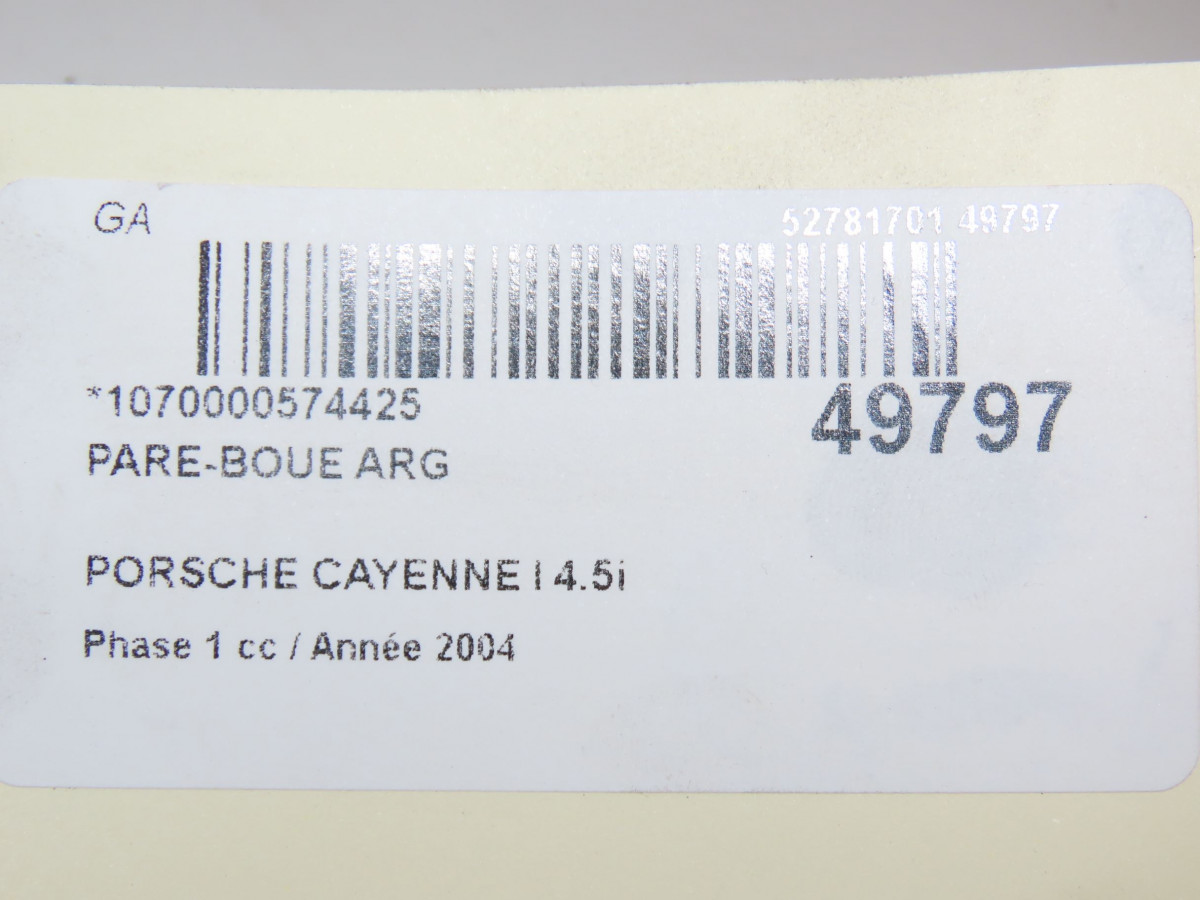 GA
52781701 49797
*1070000574425
49797
PARE-BOUE ARG
PORSCHE CAYENNE I 4.5i
Phase 1 cc / Année 2004